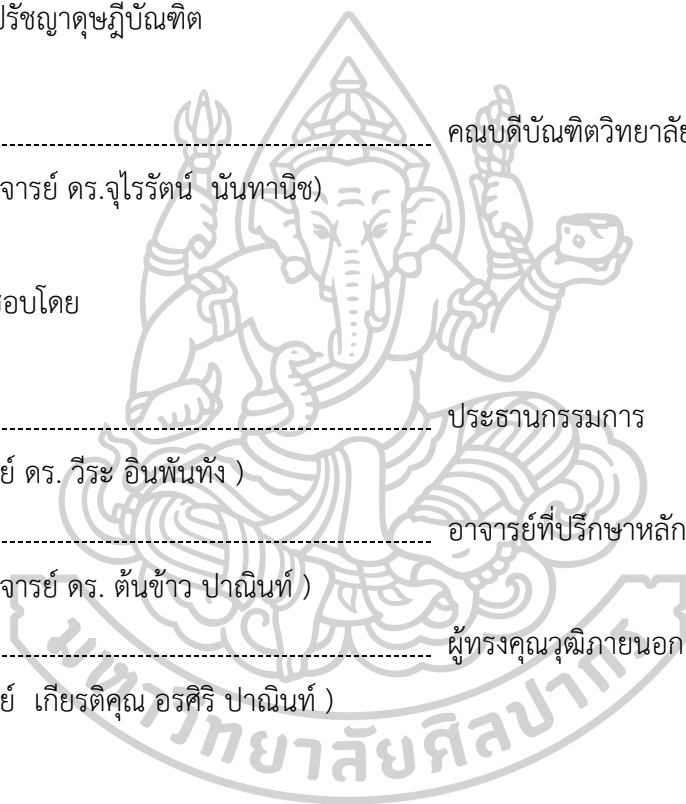 ปรัชญาดุษฎีบัณฑิต
คณบดีบัณฑิตวิทยาลัย
จารย์ ดร.จุไรรัตน์ นันทานิช)
อบโดย
ประธานกรรมการ
ย์ ดร. วีระ อินพันทัง )
อาจารย์ที่ปรึกษาหลัก
จารย์ ดร. ต้นข้าว ปาณินท์ )
ผู้ทรงคุณวุฒิภายนอก
ย์ เกียรติคุณ อรศิริ ปาณินท์ )
มหาวิทยาลัยศิลปากร